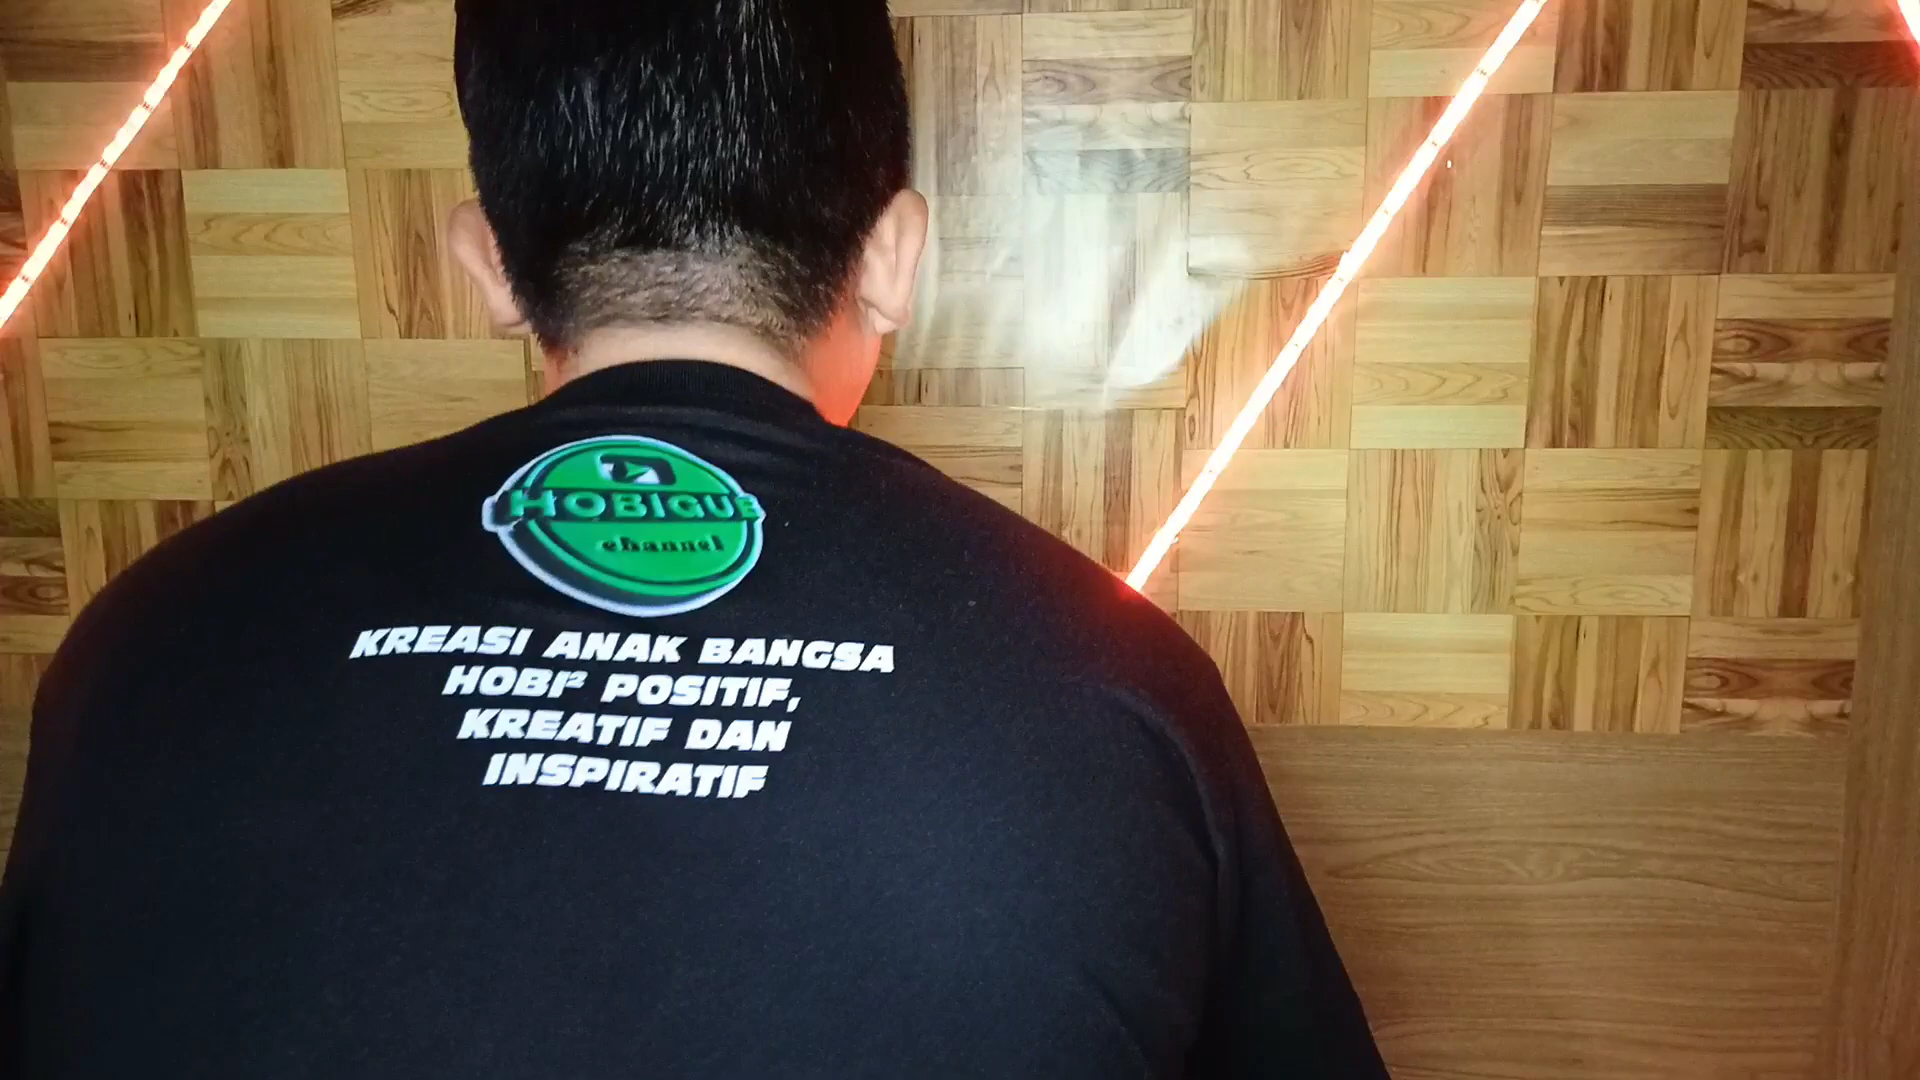 HOBIGUE
channel
KREASI ANAK BANGSA
HOBI² POSITIF,
KREATIF DAN
INSPIRATIF